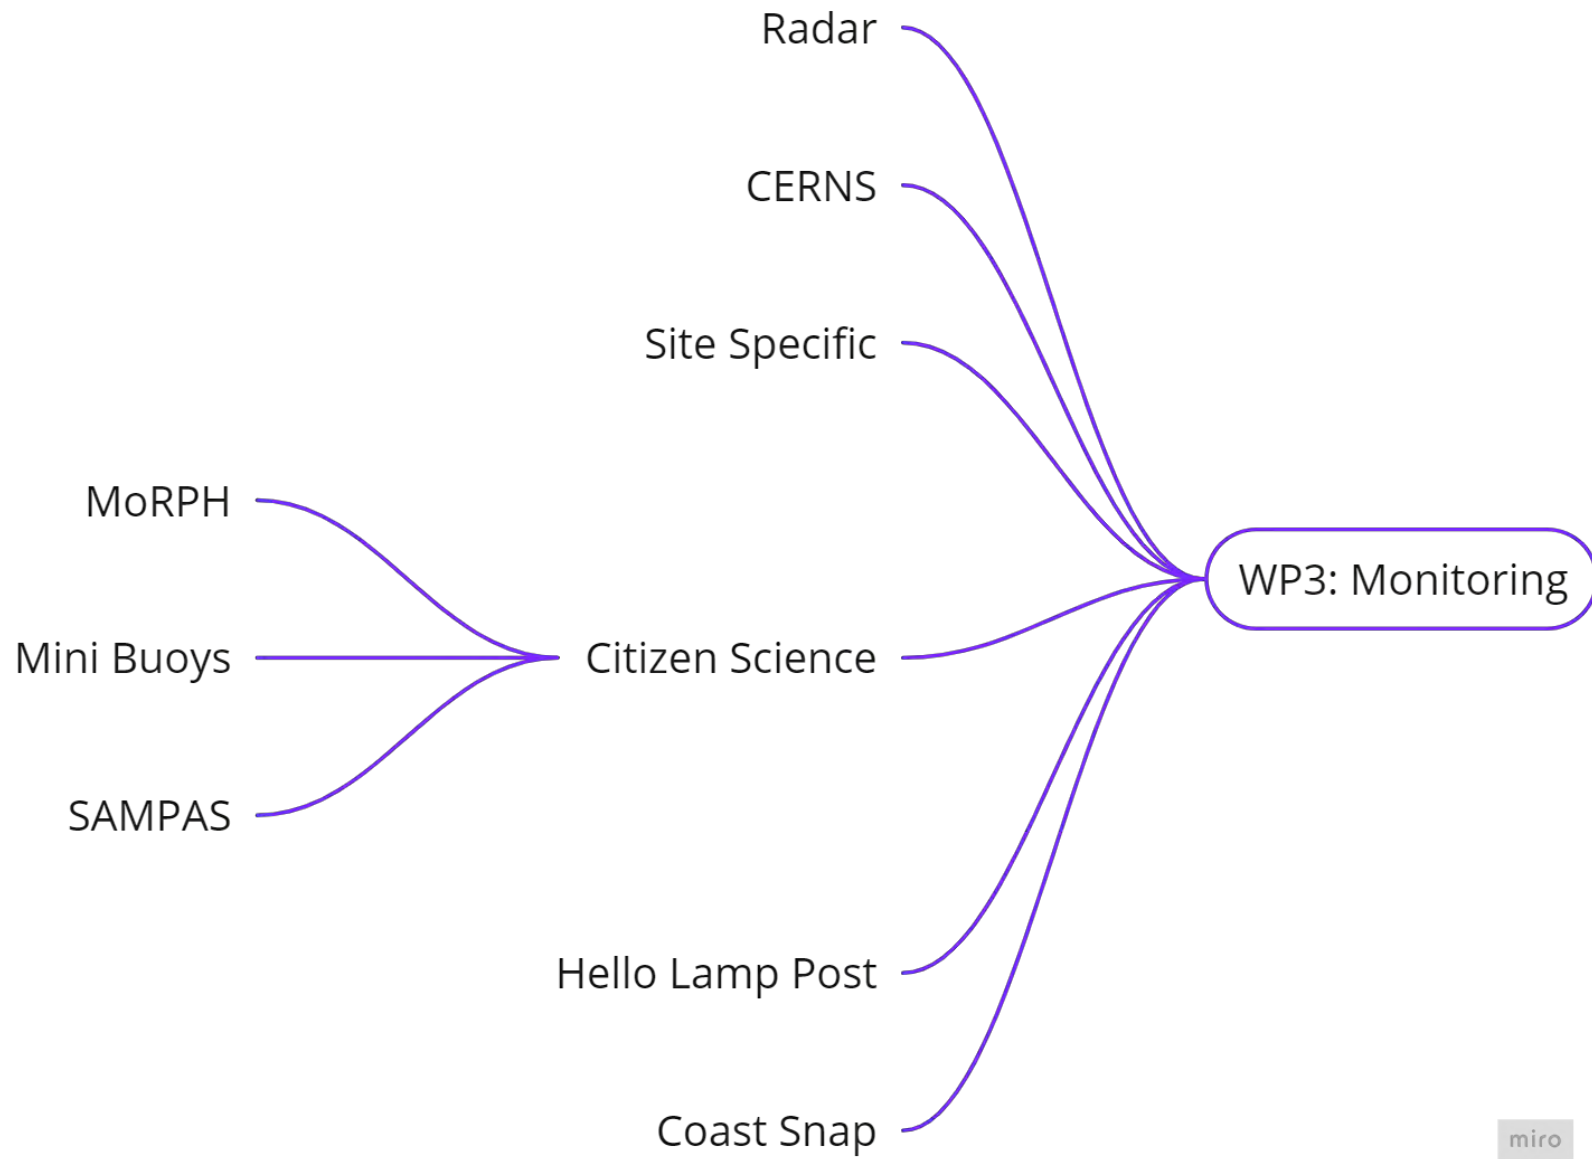 Radar
CERNS
Site Specific
MoRPH
WP3: Monitoring
Mini Buoys
Citizen Science
SAMPAS
Hello Lamp Post
Coast Snap
miro